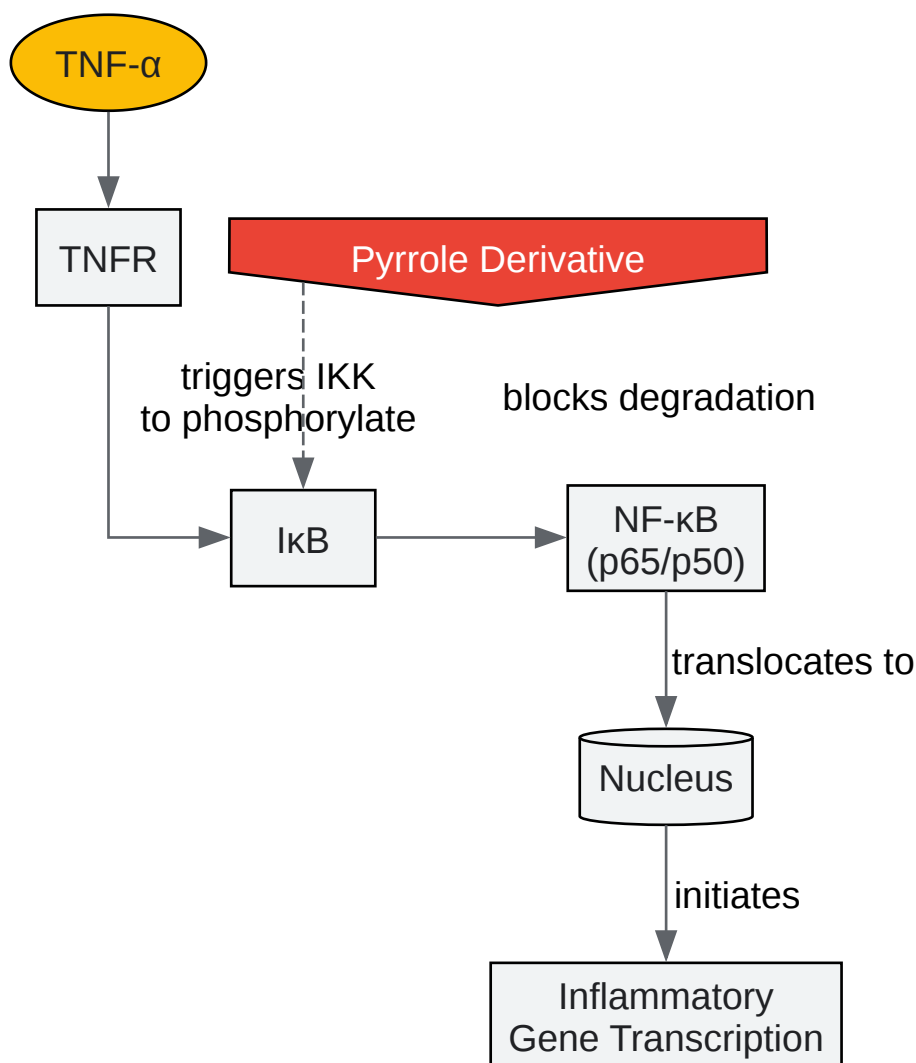 TNF-α
TNFR
Pyrrole Derivative
triggers IKK
to phosphorylate
blocks degradation
IκB
NF-κB
(p65/p50)
translocates to
Nucleus
initiates
Inflammatory
Gene Transcription